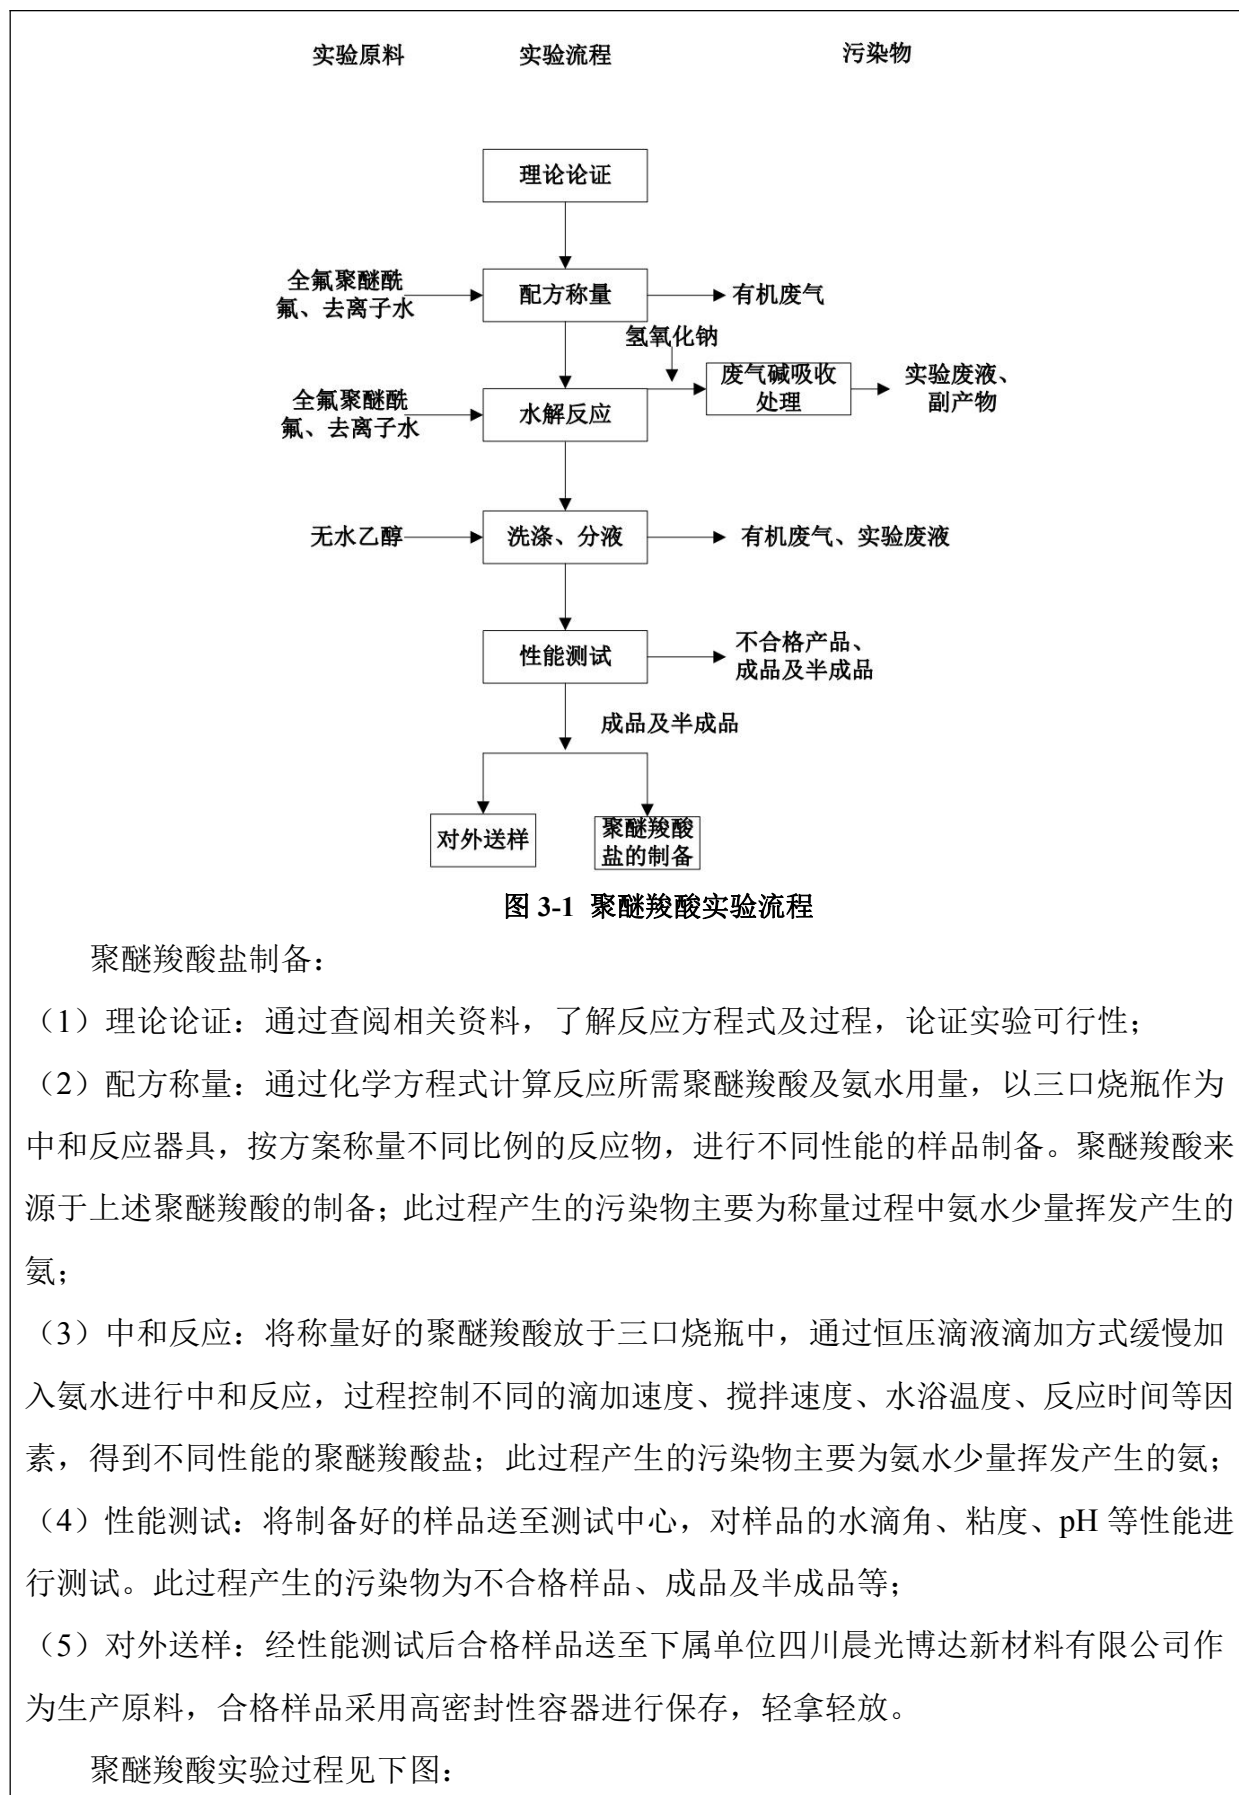 实验原料 实验流程 污染物
理论论证
全氟聚醚酰
氟、去离子水
配方称量
有机废气
氢氧化钠
全氟聚醚酰
氟、去离子水
水解反应
废气碱吸收
处理
实验废液、
副产物
无水乙醇
洗涤、分液
有机废气、实验废液
性能测试
不合格产品、
成品及半成品
成品及半成品
对外送样
聚醚羧酸
盐的制备
图 3-1 聚醚羧酸实验流程
聚醚羧酸盐制备：
（1）理论论证：通过查阅相关资料，了解反应方程式及过程，论证实验可行性；
（2）配方称量：通过化学方程式计算反应所需聚醚羧酸及氨水用量，以三口烧瓶作为
中和反应器具，按方案称量不同比例的反应物，进行不同性能的样品制备。聚醚羧酸来
源于上述聚醚羧酸的制备；此过程产生的污染物主要为称量过程中氨水少量挥发产生的
氨；
（3）中和反应：将称量好的聚醚羧酸放于三口烧瓶中，通过恒压滴液滴加方式缓慢加
入氨水进行中和反应，过程控制不同的滴加速度、搅拌速度、水浴温度、反应时间等因
素，得到不同性能的聚醚羧酸盐；此过程产生的污染物主要为氨水少量挥发产生的氨；
（4）性能测试：将制备好的样品送至测试中心，对样品的水滴角、粘度、pH 等性能进
行测试。此过程产生的污染物为不合格样品、成品及半成品等；
（5）对外送样：经性能测试后合格样品送至下属单位四川晨光博达新材料有限公司作
为生产原料，合格样品采用高密封性容器进行保存，轻拿轻放。
聚醚羧酸实验过程见下图：